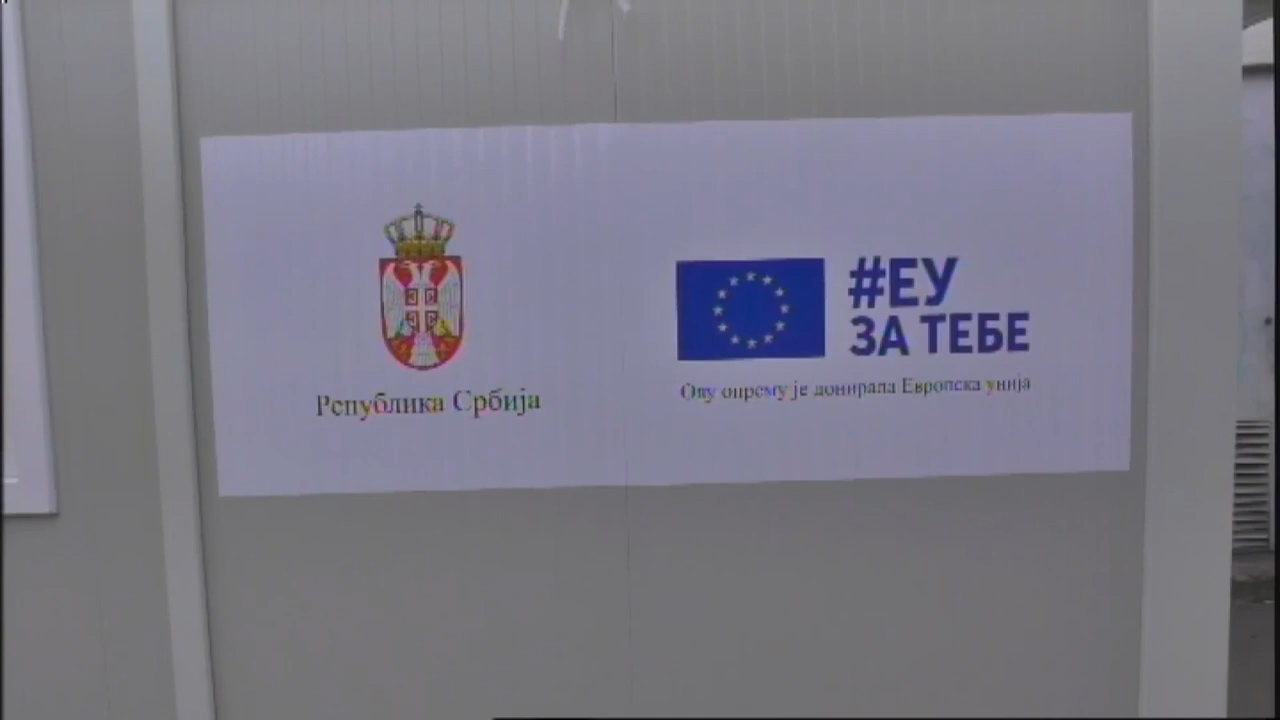 Република Србија
#ЕУ
ЗА ТЕБЕ
Ову опрему је донирала Европска унија